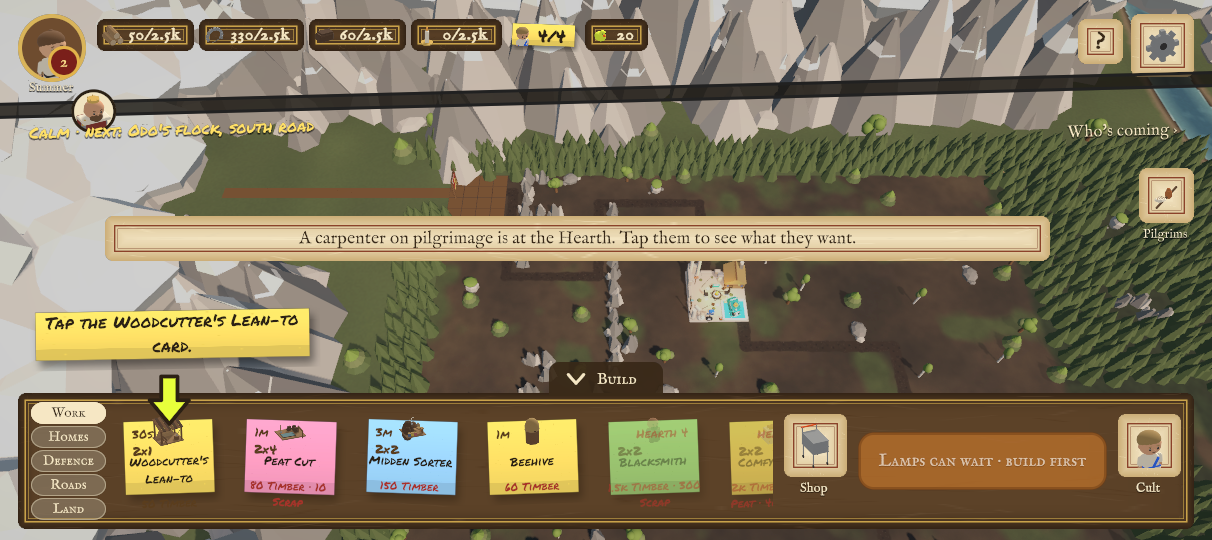 50/2.5k
330/2.5k
60/2.5k
0/2.5k
4/4
20
?
2
Summer
Calm · next: Odo's flock, south road
Who's coming ›
Pilgrims
A carpenter on pilgrimage is at the Hearth. Tap them to see what they want.
Tap the Woodcutter's Lean-to
card.
Build
Work
Homes
Defence
Roads
Land
30s
2x1
Woodcutter's
Lean-to
1m
2x4
Peat Cut
80 Timber · 10
Scrap
3m
2x2
Midden Sorter
150 Timber
1m
Beehive
60 Timber
Hearth 4
2x2
Blacksmith
Scrap
2x2
Shop
Lamps can wait · build first
Cult